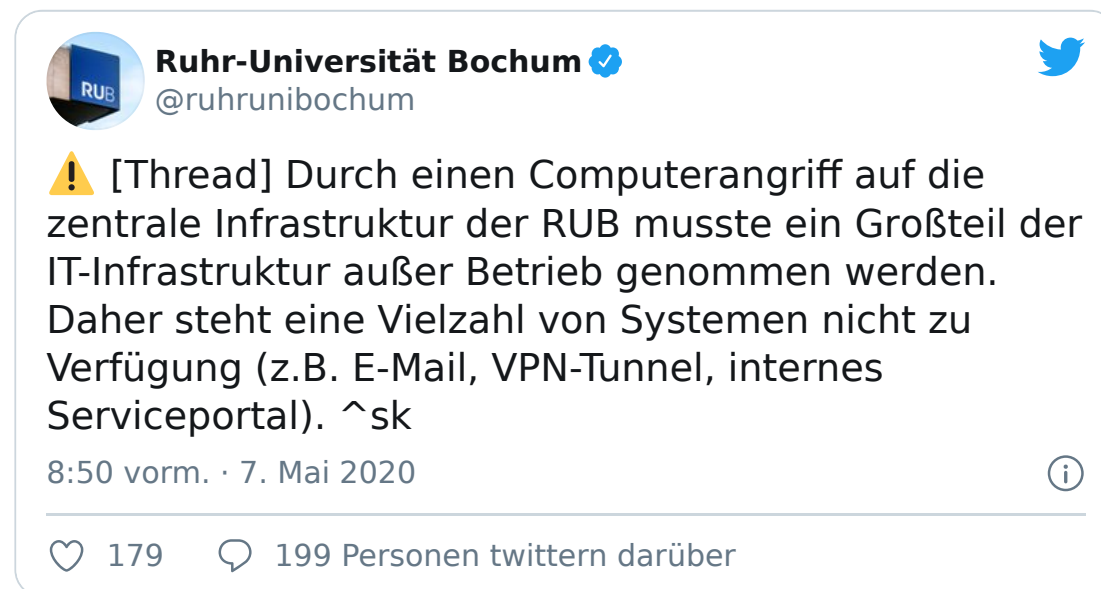 RUB
Ruhr-Universität Bochum
@ruhrunibochum
⚠️ [Thread] Durch einen Computerangriff auf die
zentrale Infrastruktur der RUB musste ein Großteil der
IT-Infrastruktur außer Betrieb genommen werden.
Daher steht eine Vielzahl von Systemen nicht zu
Verfügung (z.B. E-Mail, VPN-Tunnel, internes
Serviceportal). ^sk
8:50 vorm. · 7. Mai 2020
179 199 Personen twittern darüber